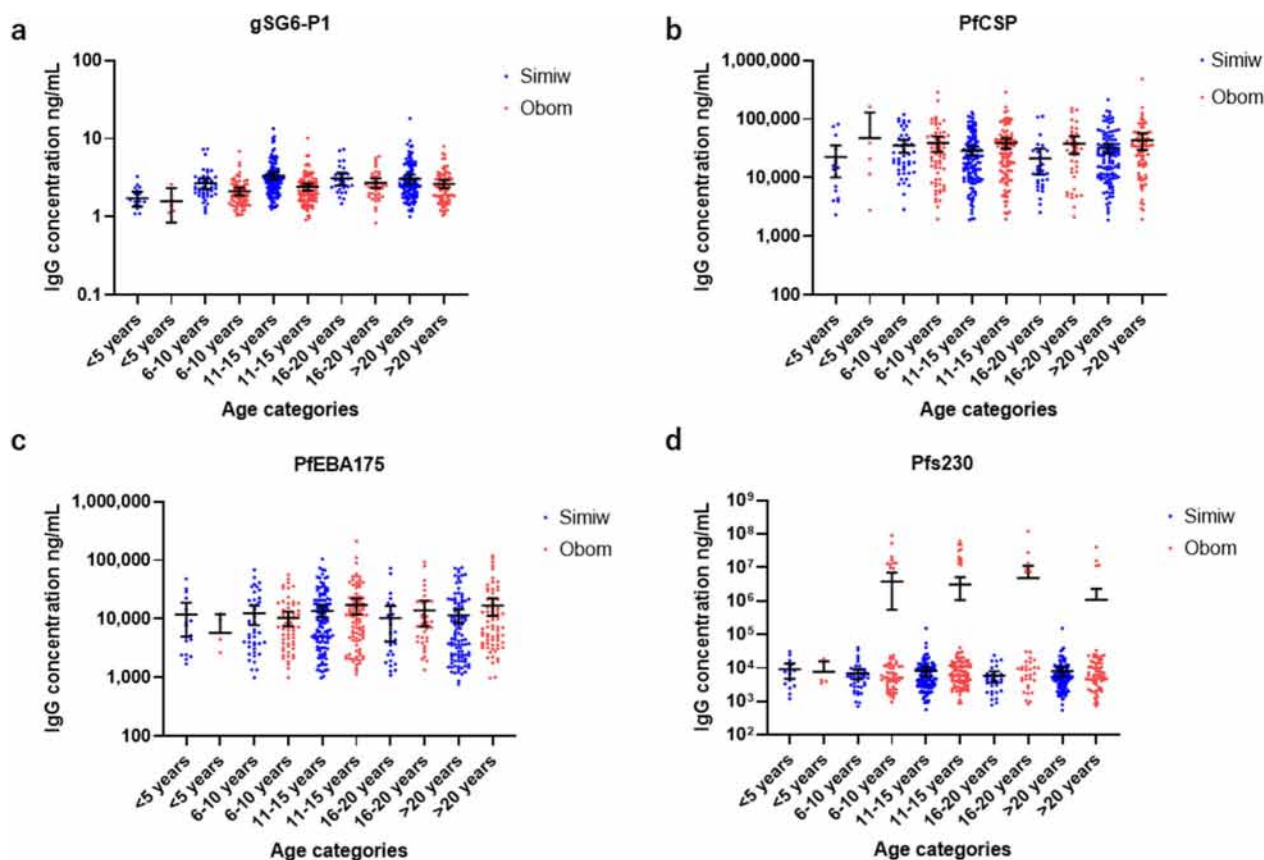 a
gSG6-P1
IgG concentration ng/mL
100
10
1
0.1
Simiw
Obom
<5 years
<5 years
6-10 years
6-10 years
11-15 years
11-15 years
16-20 years
16-20 years
>20 years
>20 years
Age categories
b
PfCSP
IgG concentration ng/mL
1,000,000
100,000
10,000
1,000
100
Simiw
Obom
<5 years
<5 years
6-10 years
6-10 years
11-15 years
11-15 years
16-20 years
16-20 years
>20 years
>20 years
Age categories
c
PfEBA175
IgG concentration ng/mL
1,000,000
100,000
10,000
1,000
100
Simiw
Obom
<5 years
<5 years
6-10 years
6-10 years
11-15 years
11-15 years
16-20 years
16-20 years
>20 years
>20 years
Age categories
d
Pfs230
IgG concentration ng/mL
10⁹
10⁸
10⁷
10⁶
10⁵
10⁴
10³
10²
Simiw
Obom
<5 years
<5 years
6-10 years
6-10 years
11-15 years
11-15 years
16-20 years
16-20 years
>20 years
>20 years
Age categories